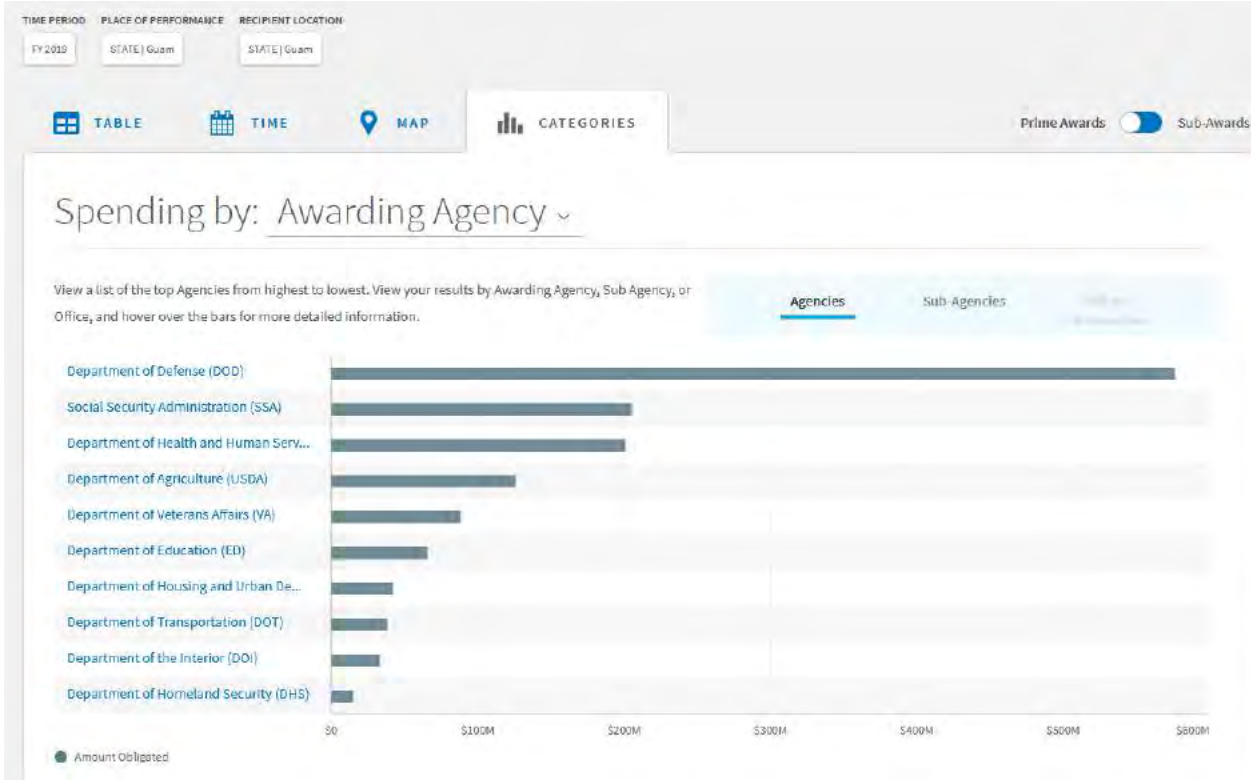 TIME PERIOD PLACE OF PERFORMANCE RECIPIENT LOCATION
FY 2019 STATE | Guam STATE | Guam
TABLE TIME MAP CATEGORIES Prime Awards Sub-Awards
Spending by: Awarding Agency
View a list of the top Agencies from highest to lowest. View your results by Awarding Agency, Sub Agency, or
Office, and hover over the bars for more detailed information.
Agencies Sub-Agencies
Department of Defense (DOD)
Social Security Administration (SSA)
Department of Health and Human Serv...
Department of Agriculture (USDA)
Department of Veterans Affairs (VA)
Department of Education (ED)
Department of Housing and Urban De...
Department of Transportation (DOT)
Department of the Interior (DOI)
Department of Homeland Security (DHS)
$0 $100M $200M $300M $400M $500M $600M
Amount Obligated